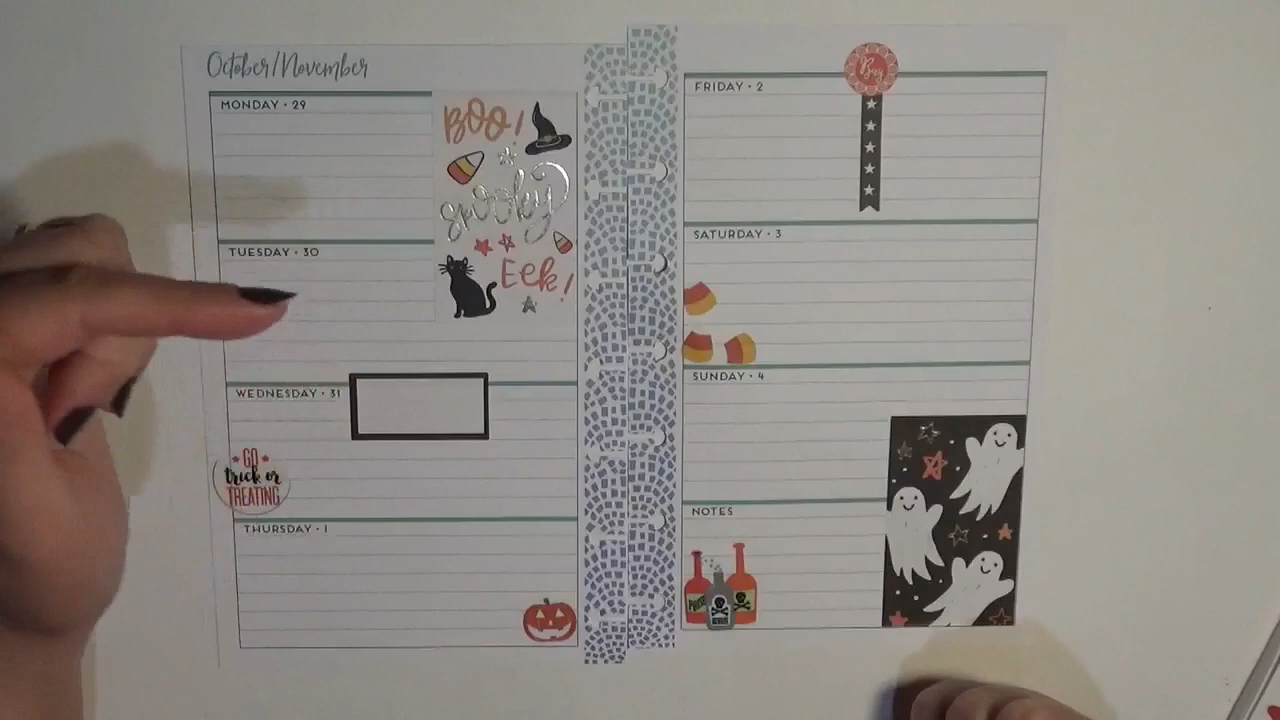 October/November
MONDAY • 29
BOO!
spooky
Eek!
TUESDAY • 30
WEDNESDAY • 31
GO
trick or
TREATING
THURSDAY • 1
FRIDAY • 2
SATURDAY • 3
SUNDAY • 4
NOTES